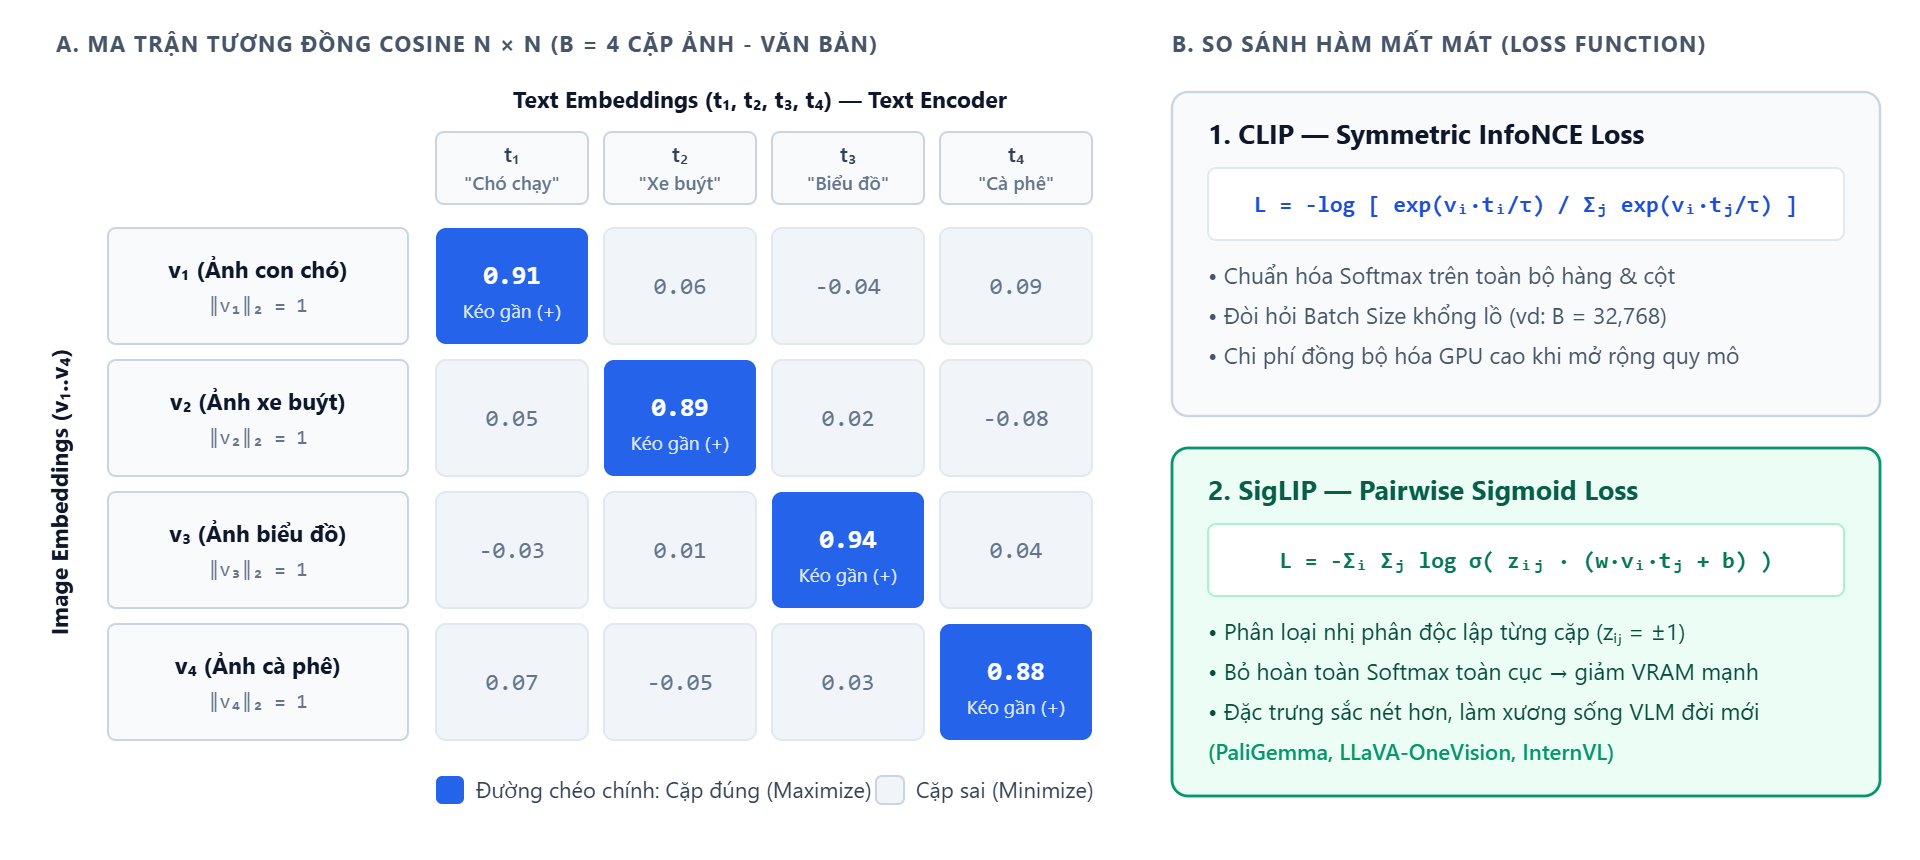 A. MA TRẬN TƯƠNG ĐỒNG COSINE N × N (B = 4 CẶP ẢNH - VĂN BẢN)
Text Embeddings (t₁, t₂, t₃, t₄) — Text Encoder
t₁
"Chó chạy"
t₂
"Xe buýt"
t₃
"Biểu đồ"
t₄
"Cà phê"
Image Embeddings (v₁..v₄)
v₁ (Ảnh con chó)
‖v₁‖₂ = 1
0.91
Kéo gần (+)
0.06
-0.04
0.09
v₂ (Ảnh xe buýt)
‖v₂‖₂ = 1
0.05
0.89
Kéo gần (+)
0.02
-0.08
v₃ (Ảnh biểu đồ)
‖v₃‖₂ = 1
-0.03
0.01
0.94
Kéo gần (+)
0.04
v₄ (Ảnh cà phê)
‖v₄‖₂ = 1
0.07
-0.05
0.03
0.88
Kéo gần (+)
Đường chéo chính: Cặp đúng (Maximize)
Cặp sai (Minimize)
B. SO SÁNH HÀM MẤT MÁT (LOSS FUNCTION)
1. CLIP — Symmetric InfoNCE Loss
L = -log [ exp(vᵢ·tᵢ/τ) / Σⱼ exp(vᵢ·tⱼ/τ) ]
• Chuẩn hóa Softmax trên toàn bộ hàng & cột
• Đòi hỏi Batch Size khổng lồ (vd: B = 32,768)
• Chi phí đồng bộ hóa GPU cao khi mở rộng quy mô
2. SigLIP — Pairwise Sigmoid Loss
L = -Σᵢ Σⱼ log σ( zᵢⱼ · (w·vᵢ·tⱼ + b) )
• Phân loại nhị phân độc lập từng cặp (zᵢⱼ = ±1)
• Bỏ hoàn toàn Softmax toàn cục → giảm VRAM mạnh
• Đặc trưng sắc nét hơn, làm xương sống VLM đời mới
(PaliGemma, LLaVA-OneVision, InternVL)